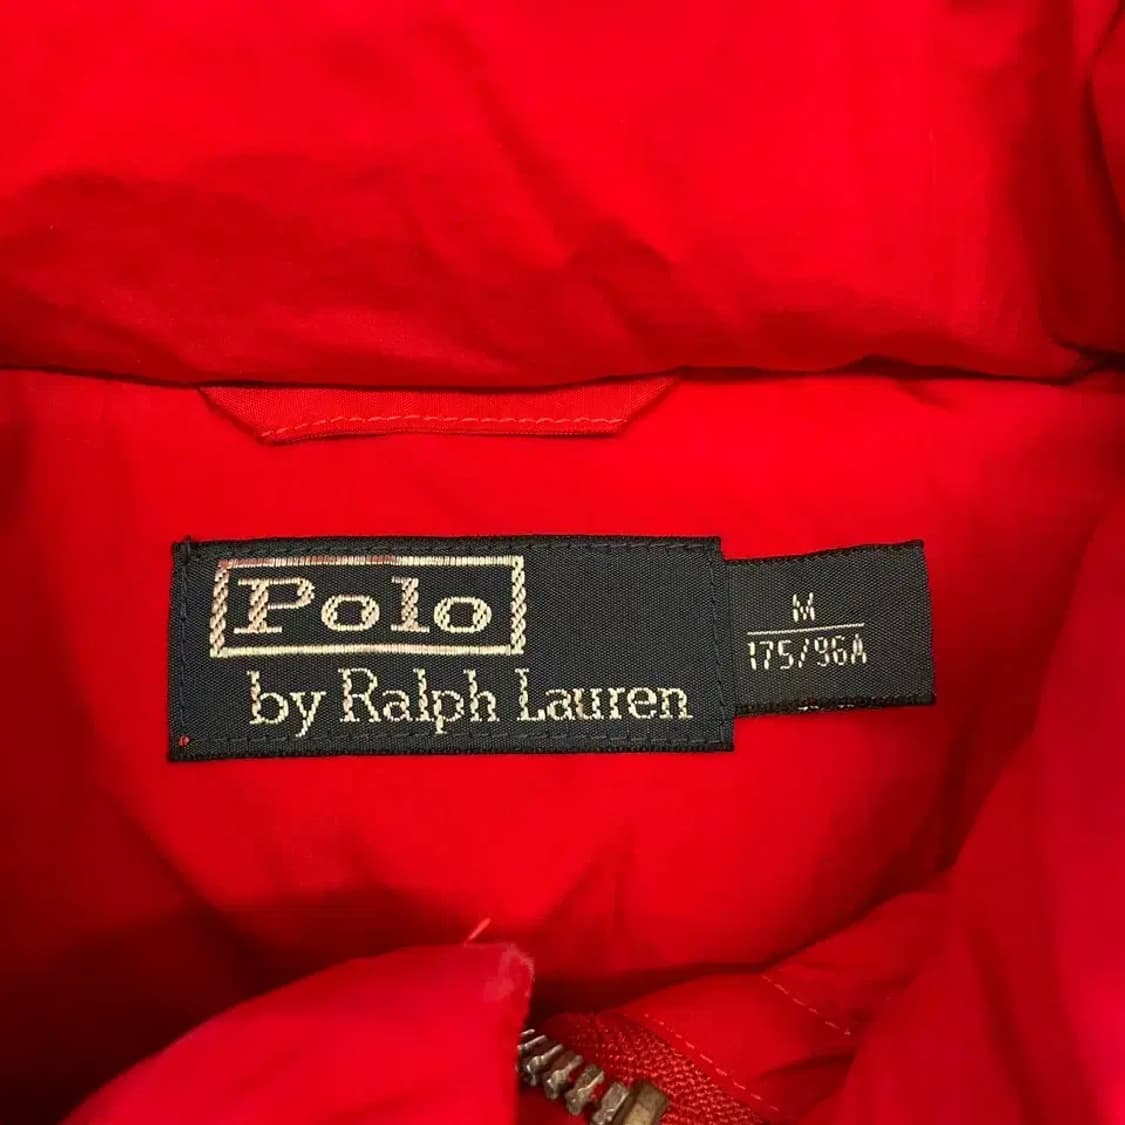 Polo
by Ralph Lauren
M
175/96A